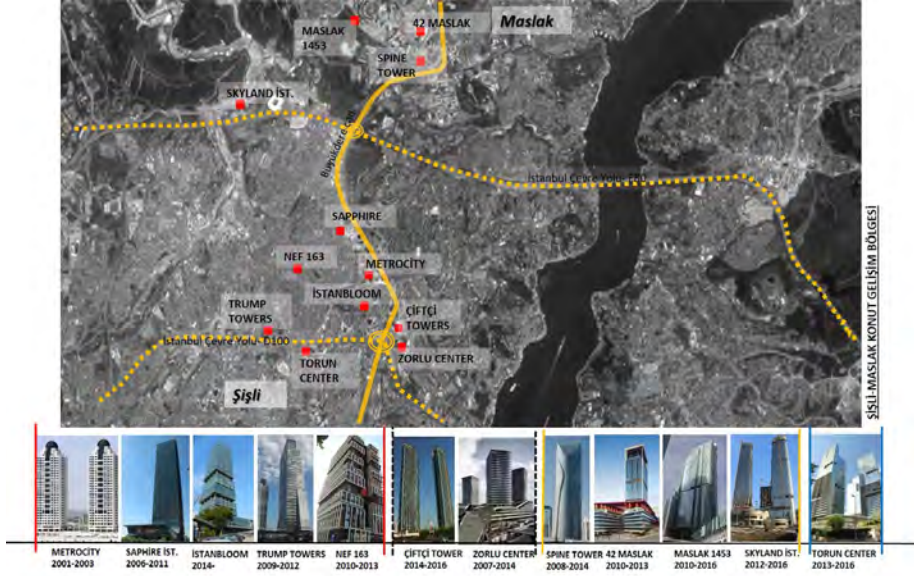 42 MASLAK
Maslak
MASLAK
1453
SPINE
TOWER
SKYLAND İST.
Büyükdere
İstanbul Çevre Yolu- E80
SAPPHIRE
NEF 163
METROCİTY
İSTANBLOOM
TRUMP
TOWERS
ÇİFTÇİ
TOWERS
İstanbul Çevre Yolu- D100
ZORLU CENTER
TORUN
CENTER
Şişli
ŞİŞLİ-MASLAK KONUT GELİŞİM BÖLGESİ
METROCITY
2001-2003
SAPHİRE İST.
2006-2011
İSTANBLOOM
2014-
TRUMP TOWERS
2009-2012
NEF 163
2010-2013
ÇİFTÇİ TOWER
2014-2016
ZORLU CENTER
2007-2014
SPINE TOWER
2008-2014
42 MASLAK
2010-2013
MASLAK 1453
2010-2016
SKYLAND İST.
2012-2016
TORUN CENTER
2013-2016